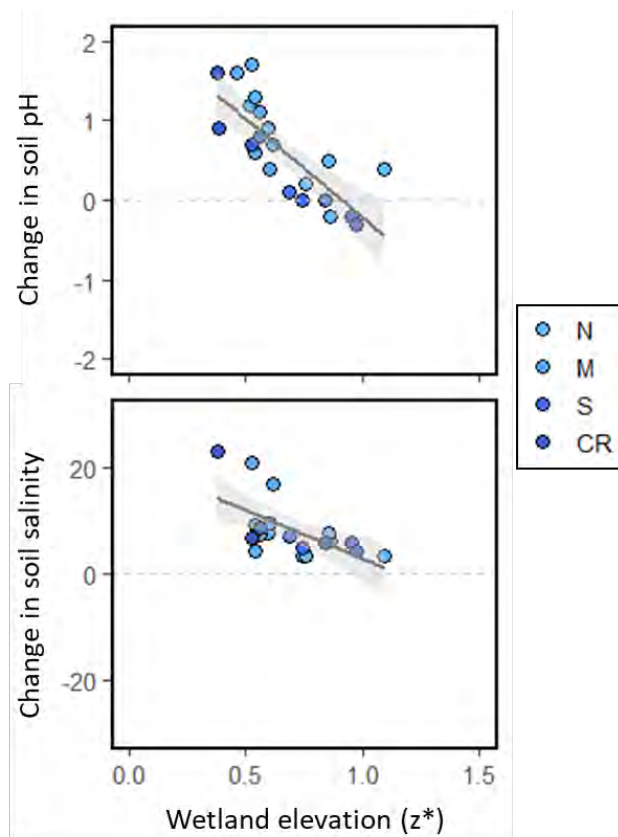 Change in soil pH
2
1
0
-1
-2
N
M
S
CR
Change in soil salinity
20
0
-20
0.0 0.5 1.0 1.5
Wetland elevation (z*)